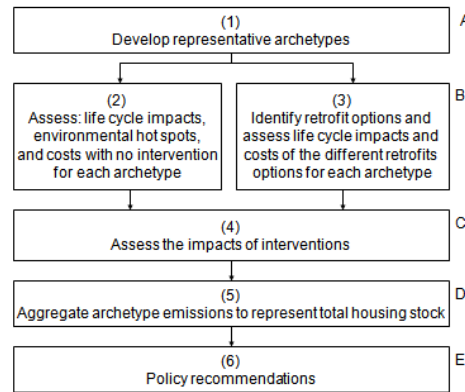 (1)
Develop representative archetypes
A
(2)
Assess: life cycle impacts,
environmental hot spots,
and costs with no intervention
for each archetype
(3)
Identify retrofit options and
assess life cycle impacts and
costs of the different retrofits
options for each archetype
B
(4)
Assess the impacts of interventions
C
(5)
Aggregate archetype emissions to represent total housing stock
D
(6)
Policy recommendations
E